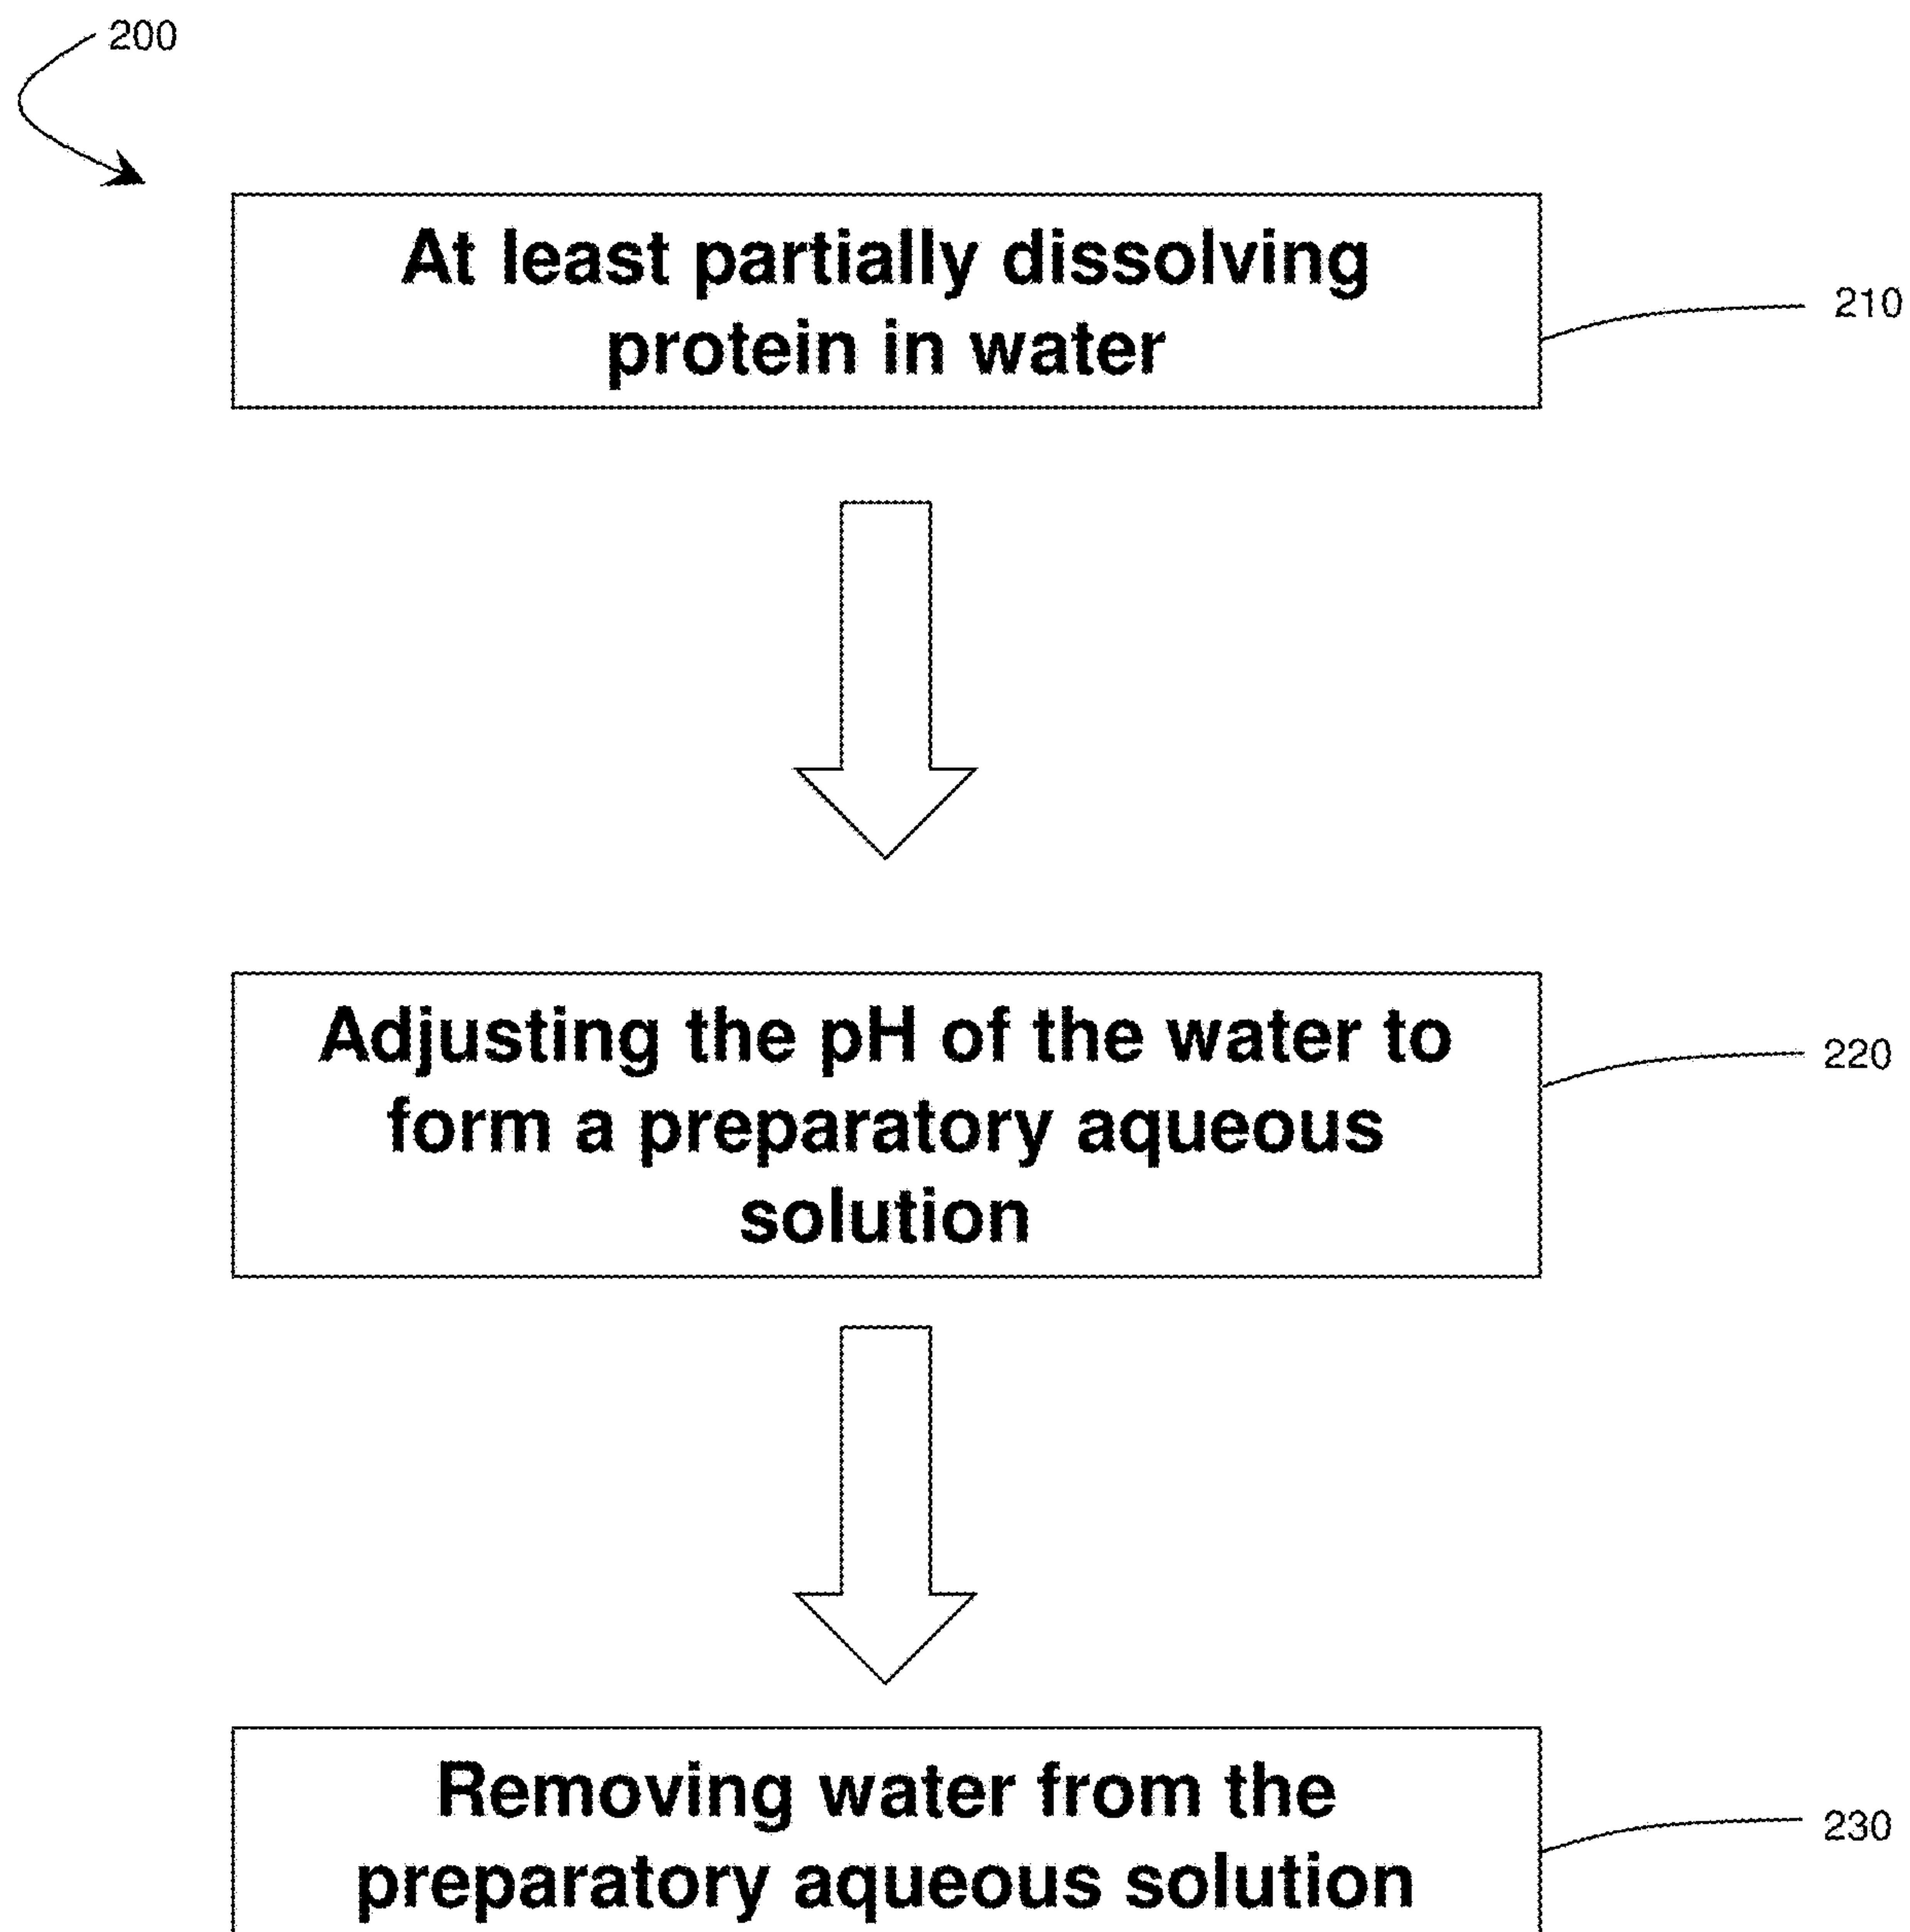 200
At least partially dissolving
protein in water
210
Adjusting the pH of the water to
form a preparatory aqueous
solution
220
Removing water from the
preparatory aqueous solution
230